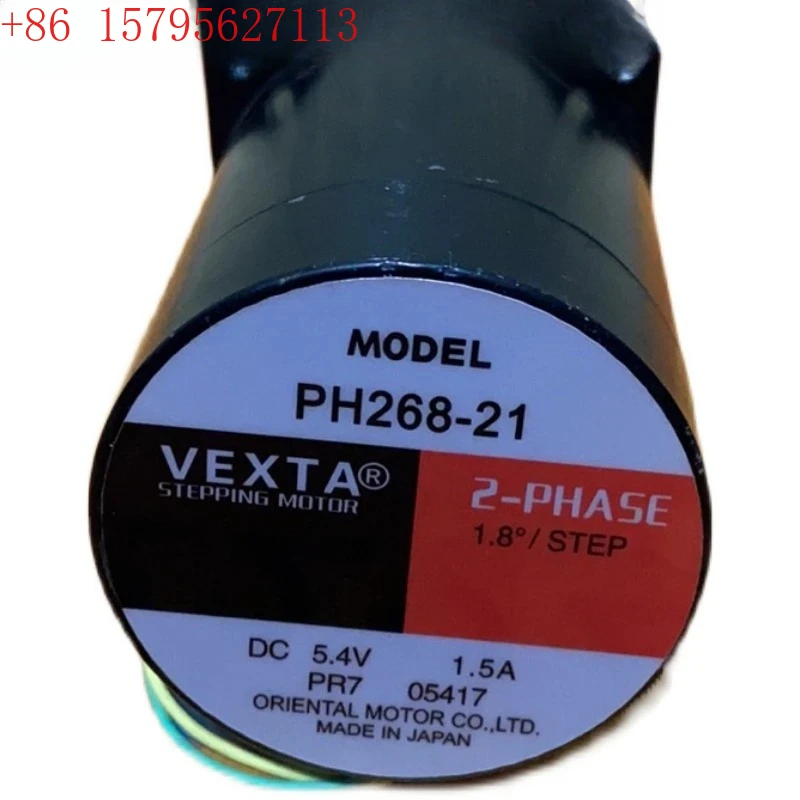 +86 15795627113
MODEL
PH268-21
VEXTA®
STEPPING MOTOR
2-PHASE
1.8°/ STEP
DC 5.4V 1.5A
PR7 05417
ORIENTAL MOTOR CO.,LTD.
MADE IN JAPAN